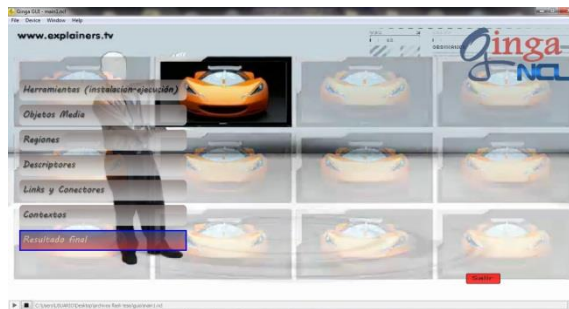 Ginga GUI - main1.ncl
File Device Window Help
www.explainers.tv
Ginga
NCL
Herramientas (instalacion-ejecución)
Objetos Media
Regiones
Descriptores
Links y Conectores
Contextos
Resultado final